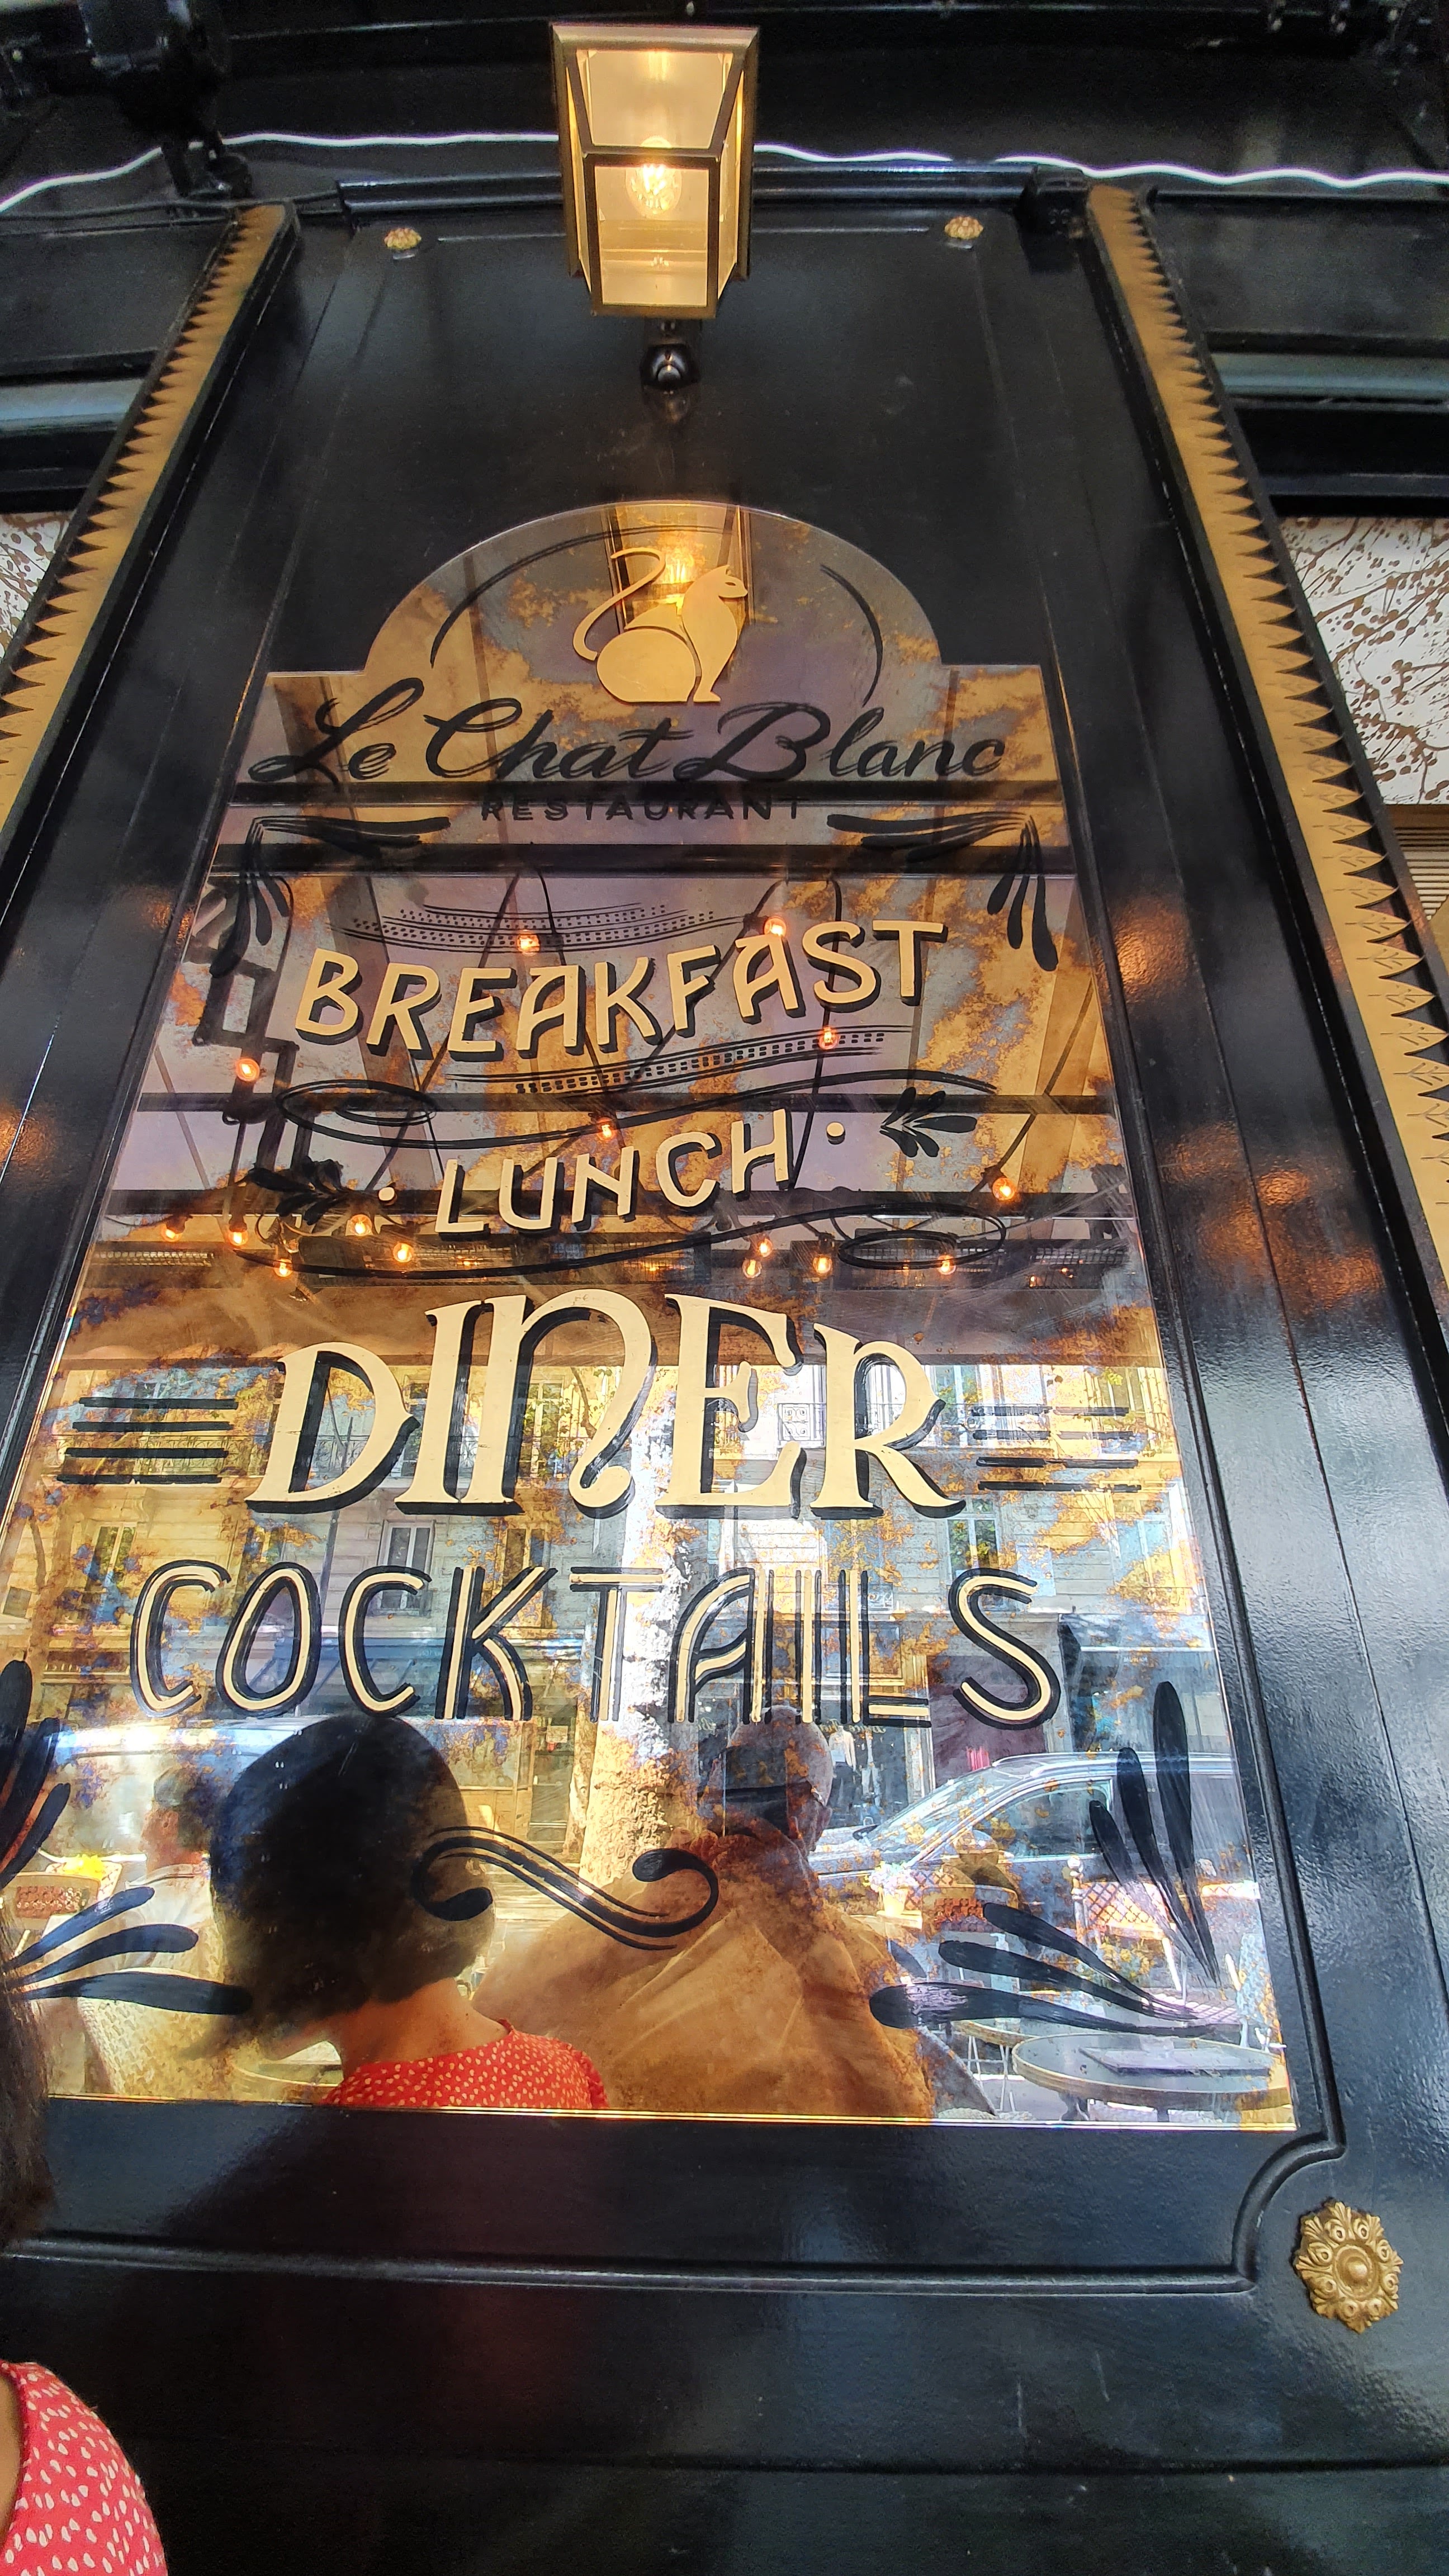 Le Chat Blanc
RESTAURANT
BREAKFAST
• LUNCH •
DINER
COCKTAILS